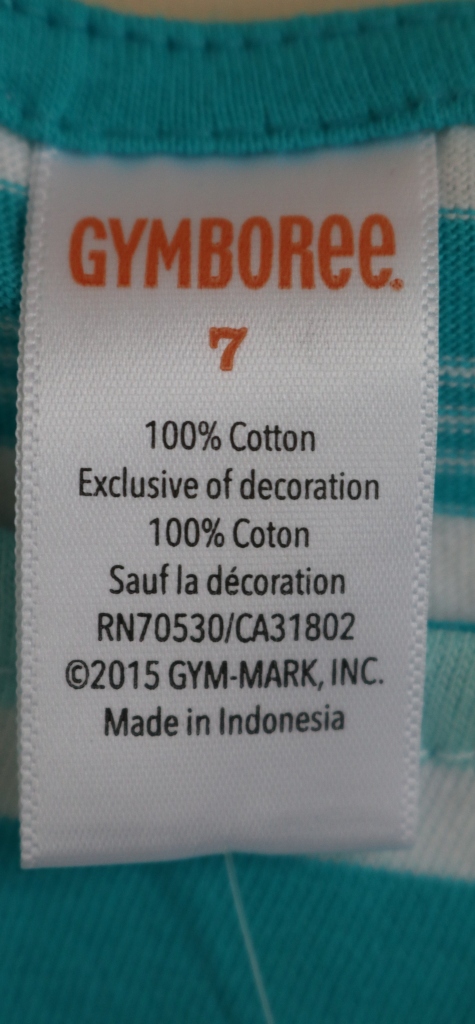 GYMBOREE®
7
100% Cotton
Exclusive of decoration
100% Coton
Sauf la décoration
RN70530/CA31802
©2015 GYM-MARK, INC.
Made in Indonesia